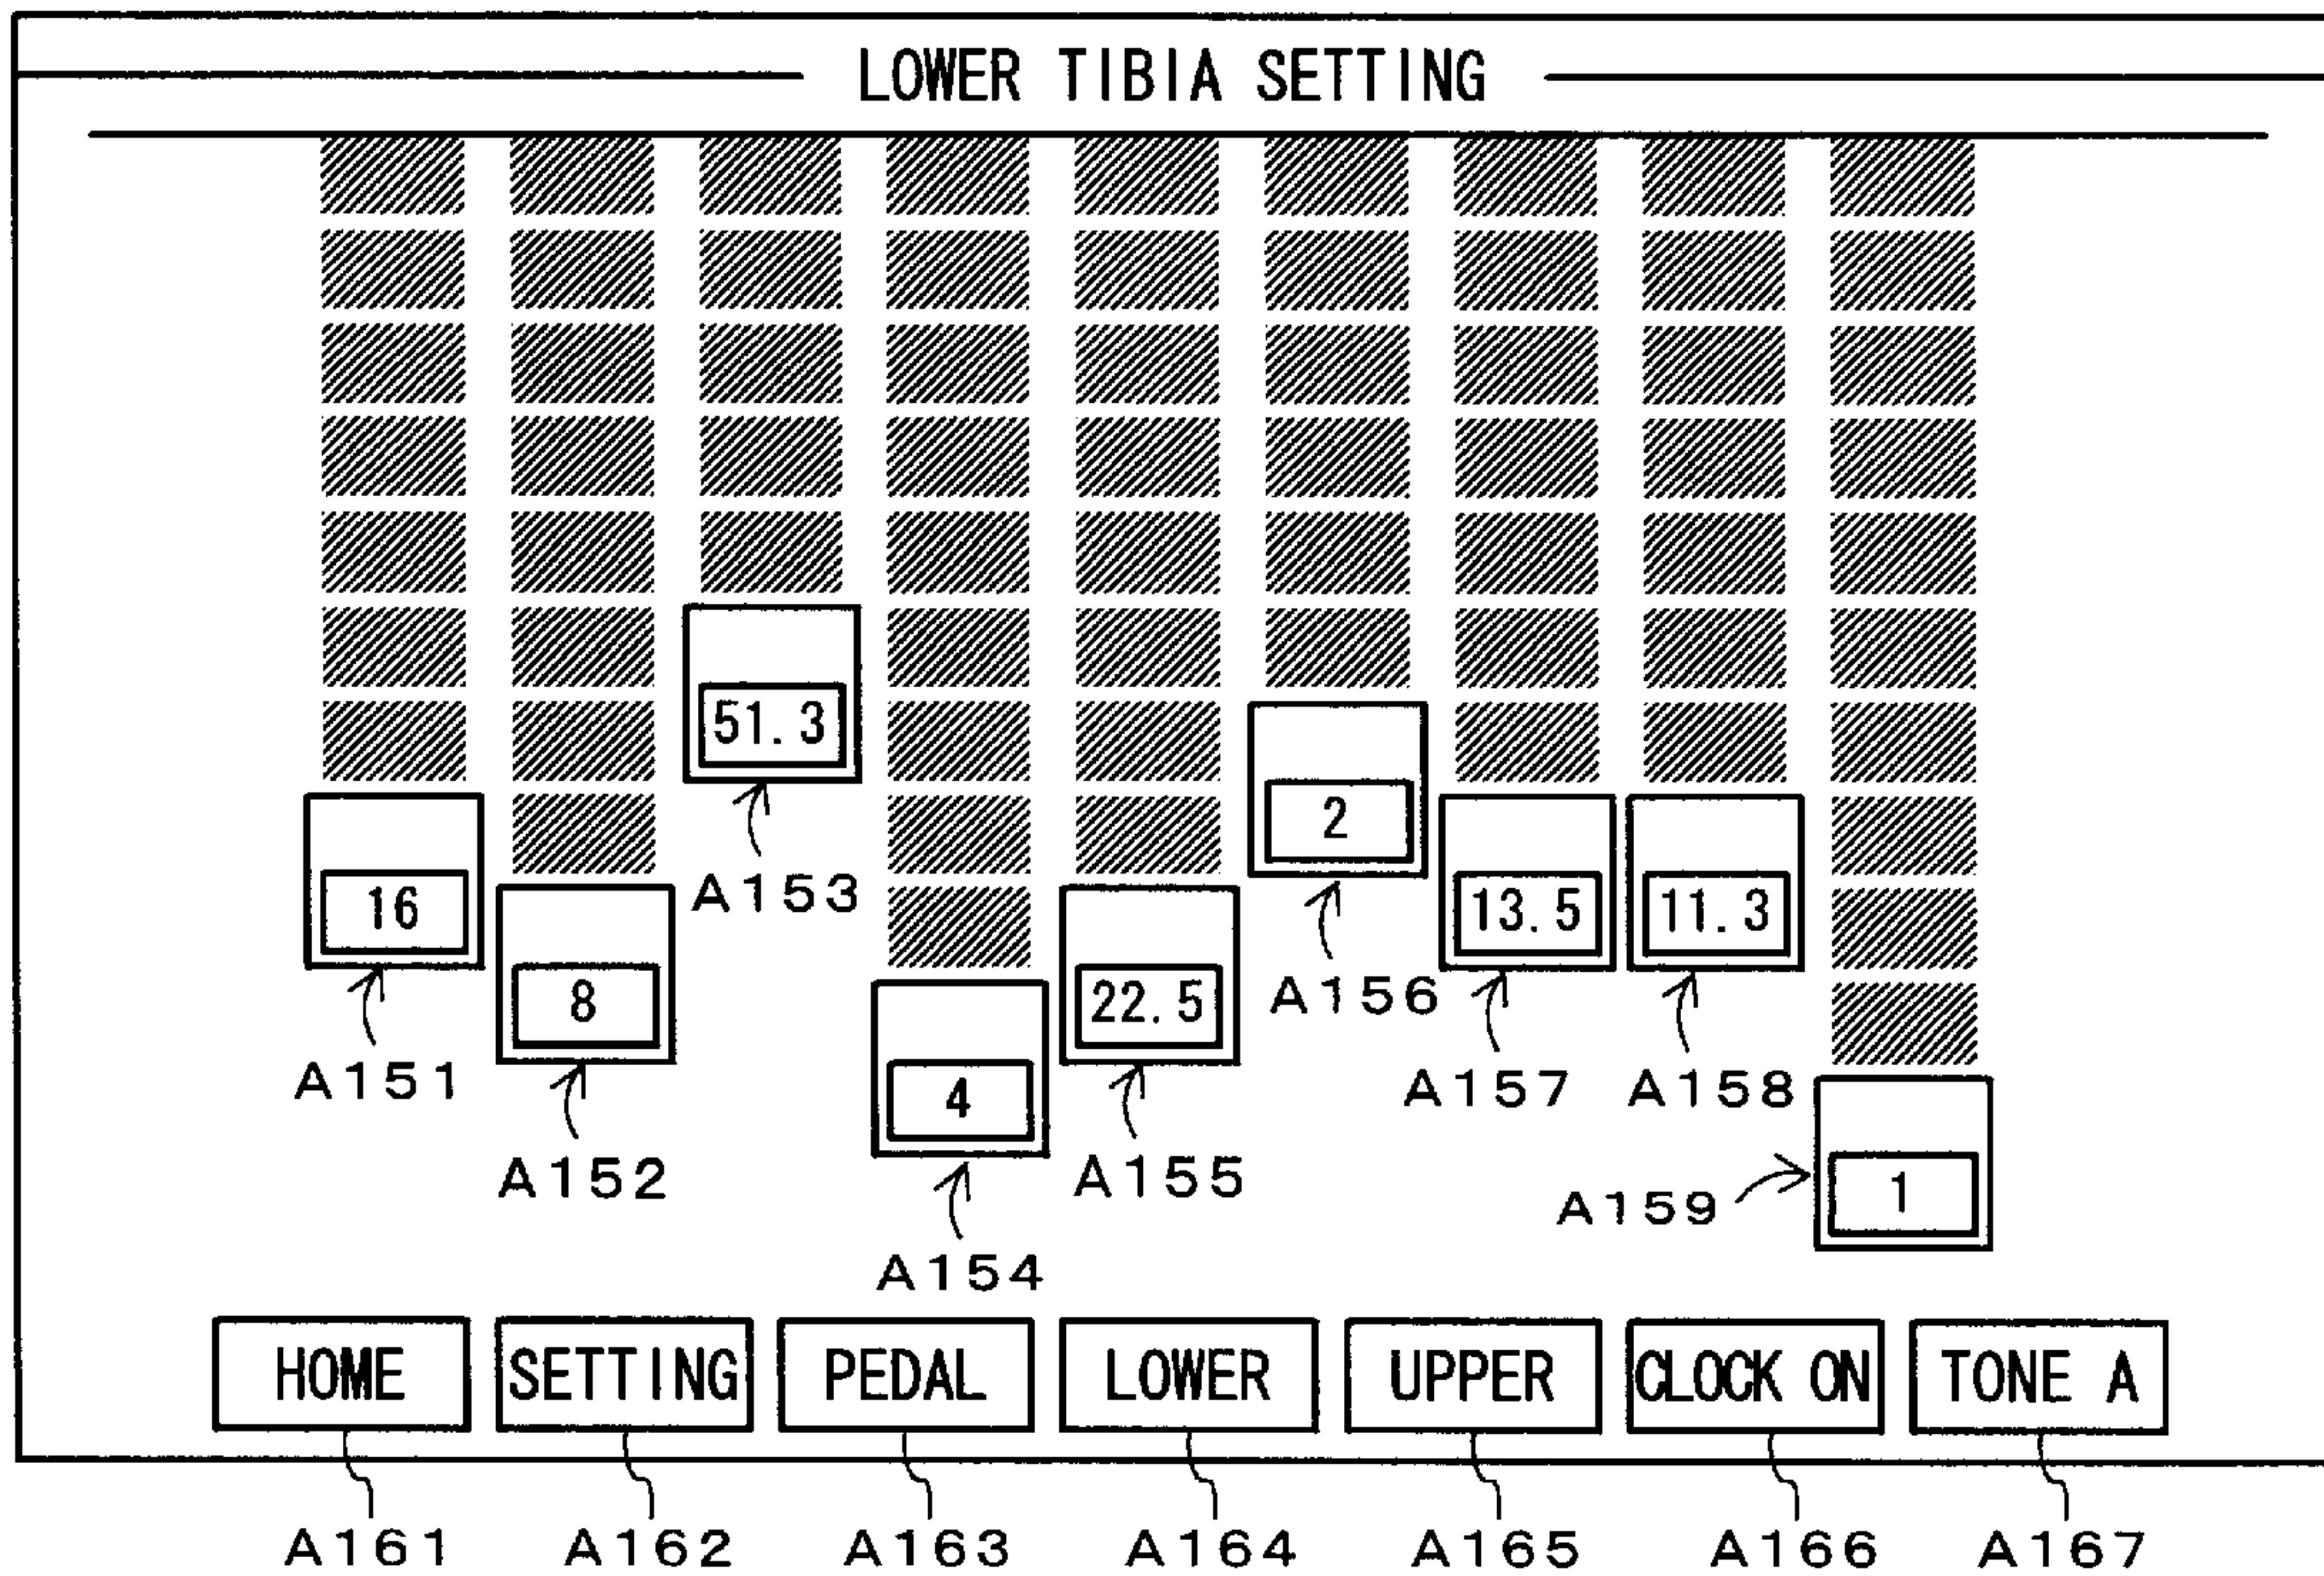 LOWER TIBIA SETTING
51.3
2
A153
16
13.5
11.3
8
22.5
A156
A151
A157
A158
4
A152
A155
1
A159
A154
HOME SETTING PEDAL LOWER UPPER CLOCK ON TONE A
A161 A162 A163 A164 A165 A166 A167